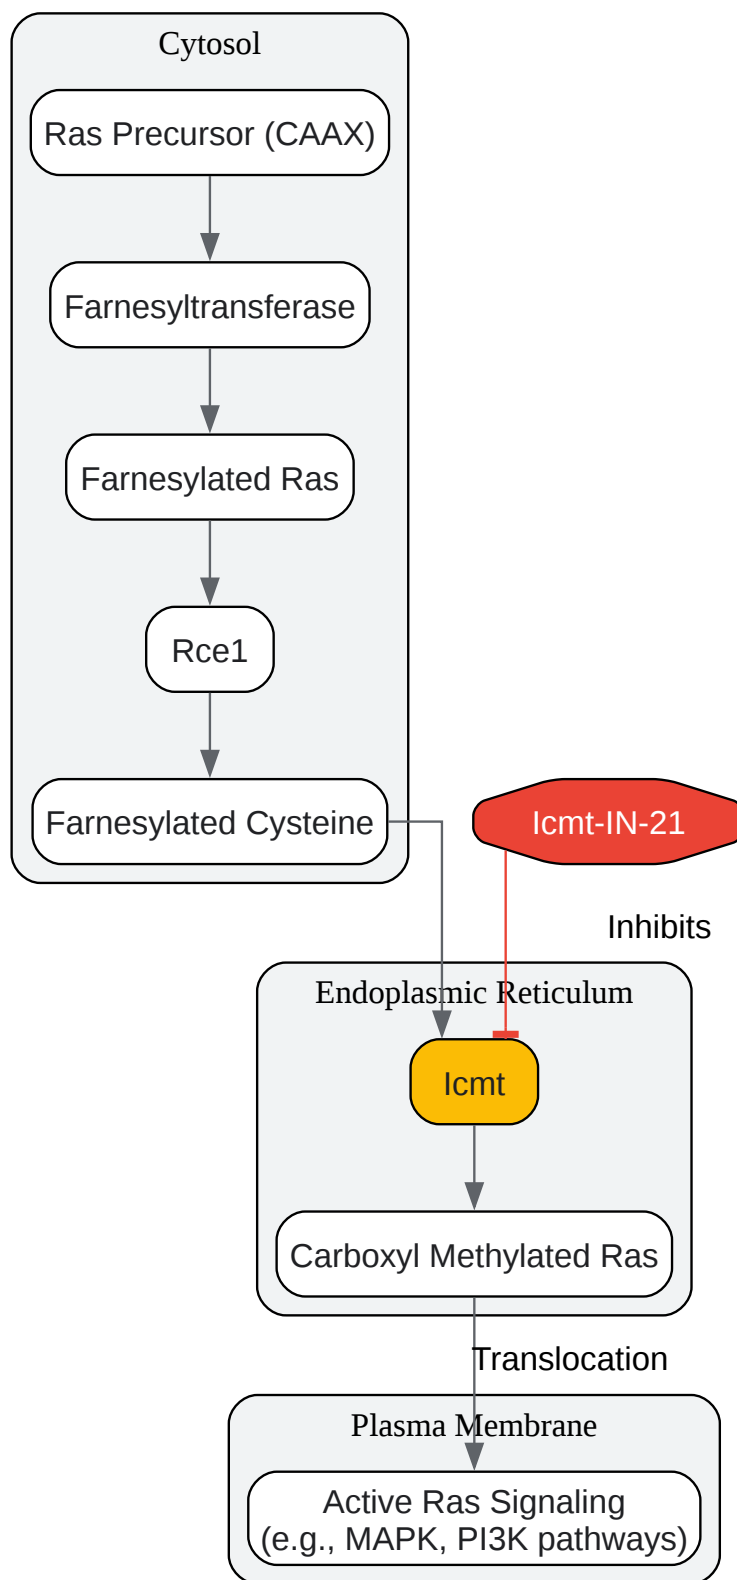 Cytosol
Ras Precursor (CAAX)
Farnesyltransferase
Farnesylated Ras
Rce1
Farnesylated Cysteine
Icmt-IN-21
Inhibits
Endoplasmic Reticulum
Icmt
Carboxyl Methylated Ras
Translocation
Plasma Membrane
Active Ras Signaling
(e.g., MAPK, PI3K pathways)